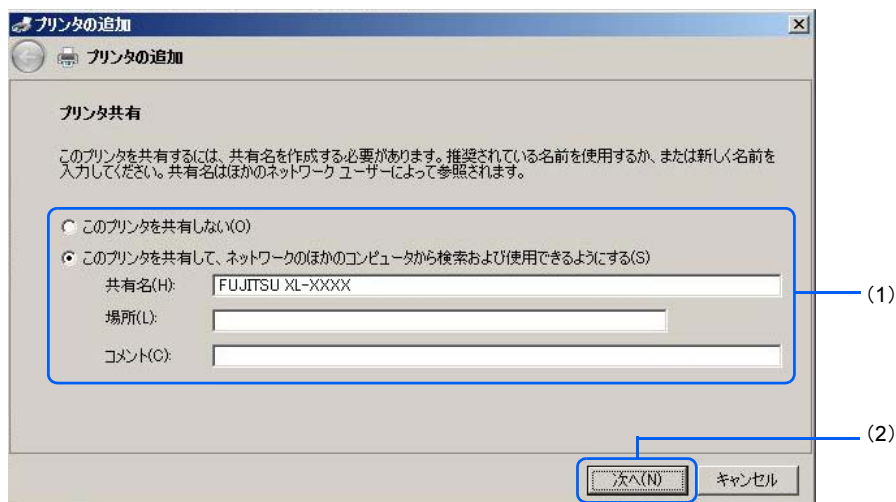 プリンタの追加
プリンタの追加
プリンタ共有
このプリンタを共有するには、共有名を作成する必要があります。推奨されている名前を使用するか、または新しく名前を
入力してください。共有名はほかのネットワーク ユーザーによって参照されます。
このプリンタを共有しない(O)
このプリンタを共有して、ネットワークのほかのコンピュータから検索および使用できるようにする(S)
共有名(H): FUJITSU XL-XXXX
(1)
場所(L):
コメント(C):
(2)
次へ(N) キャンセル